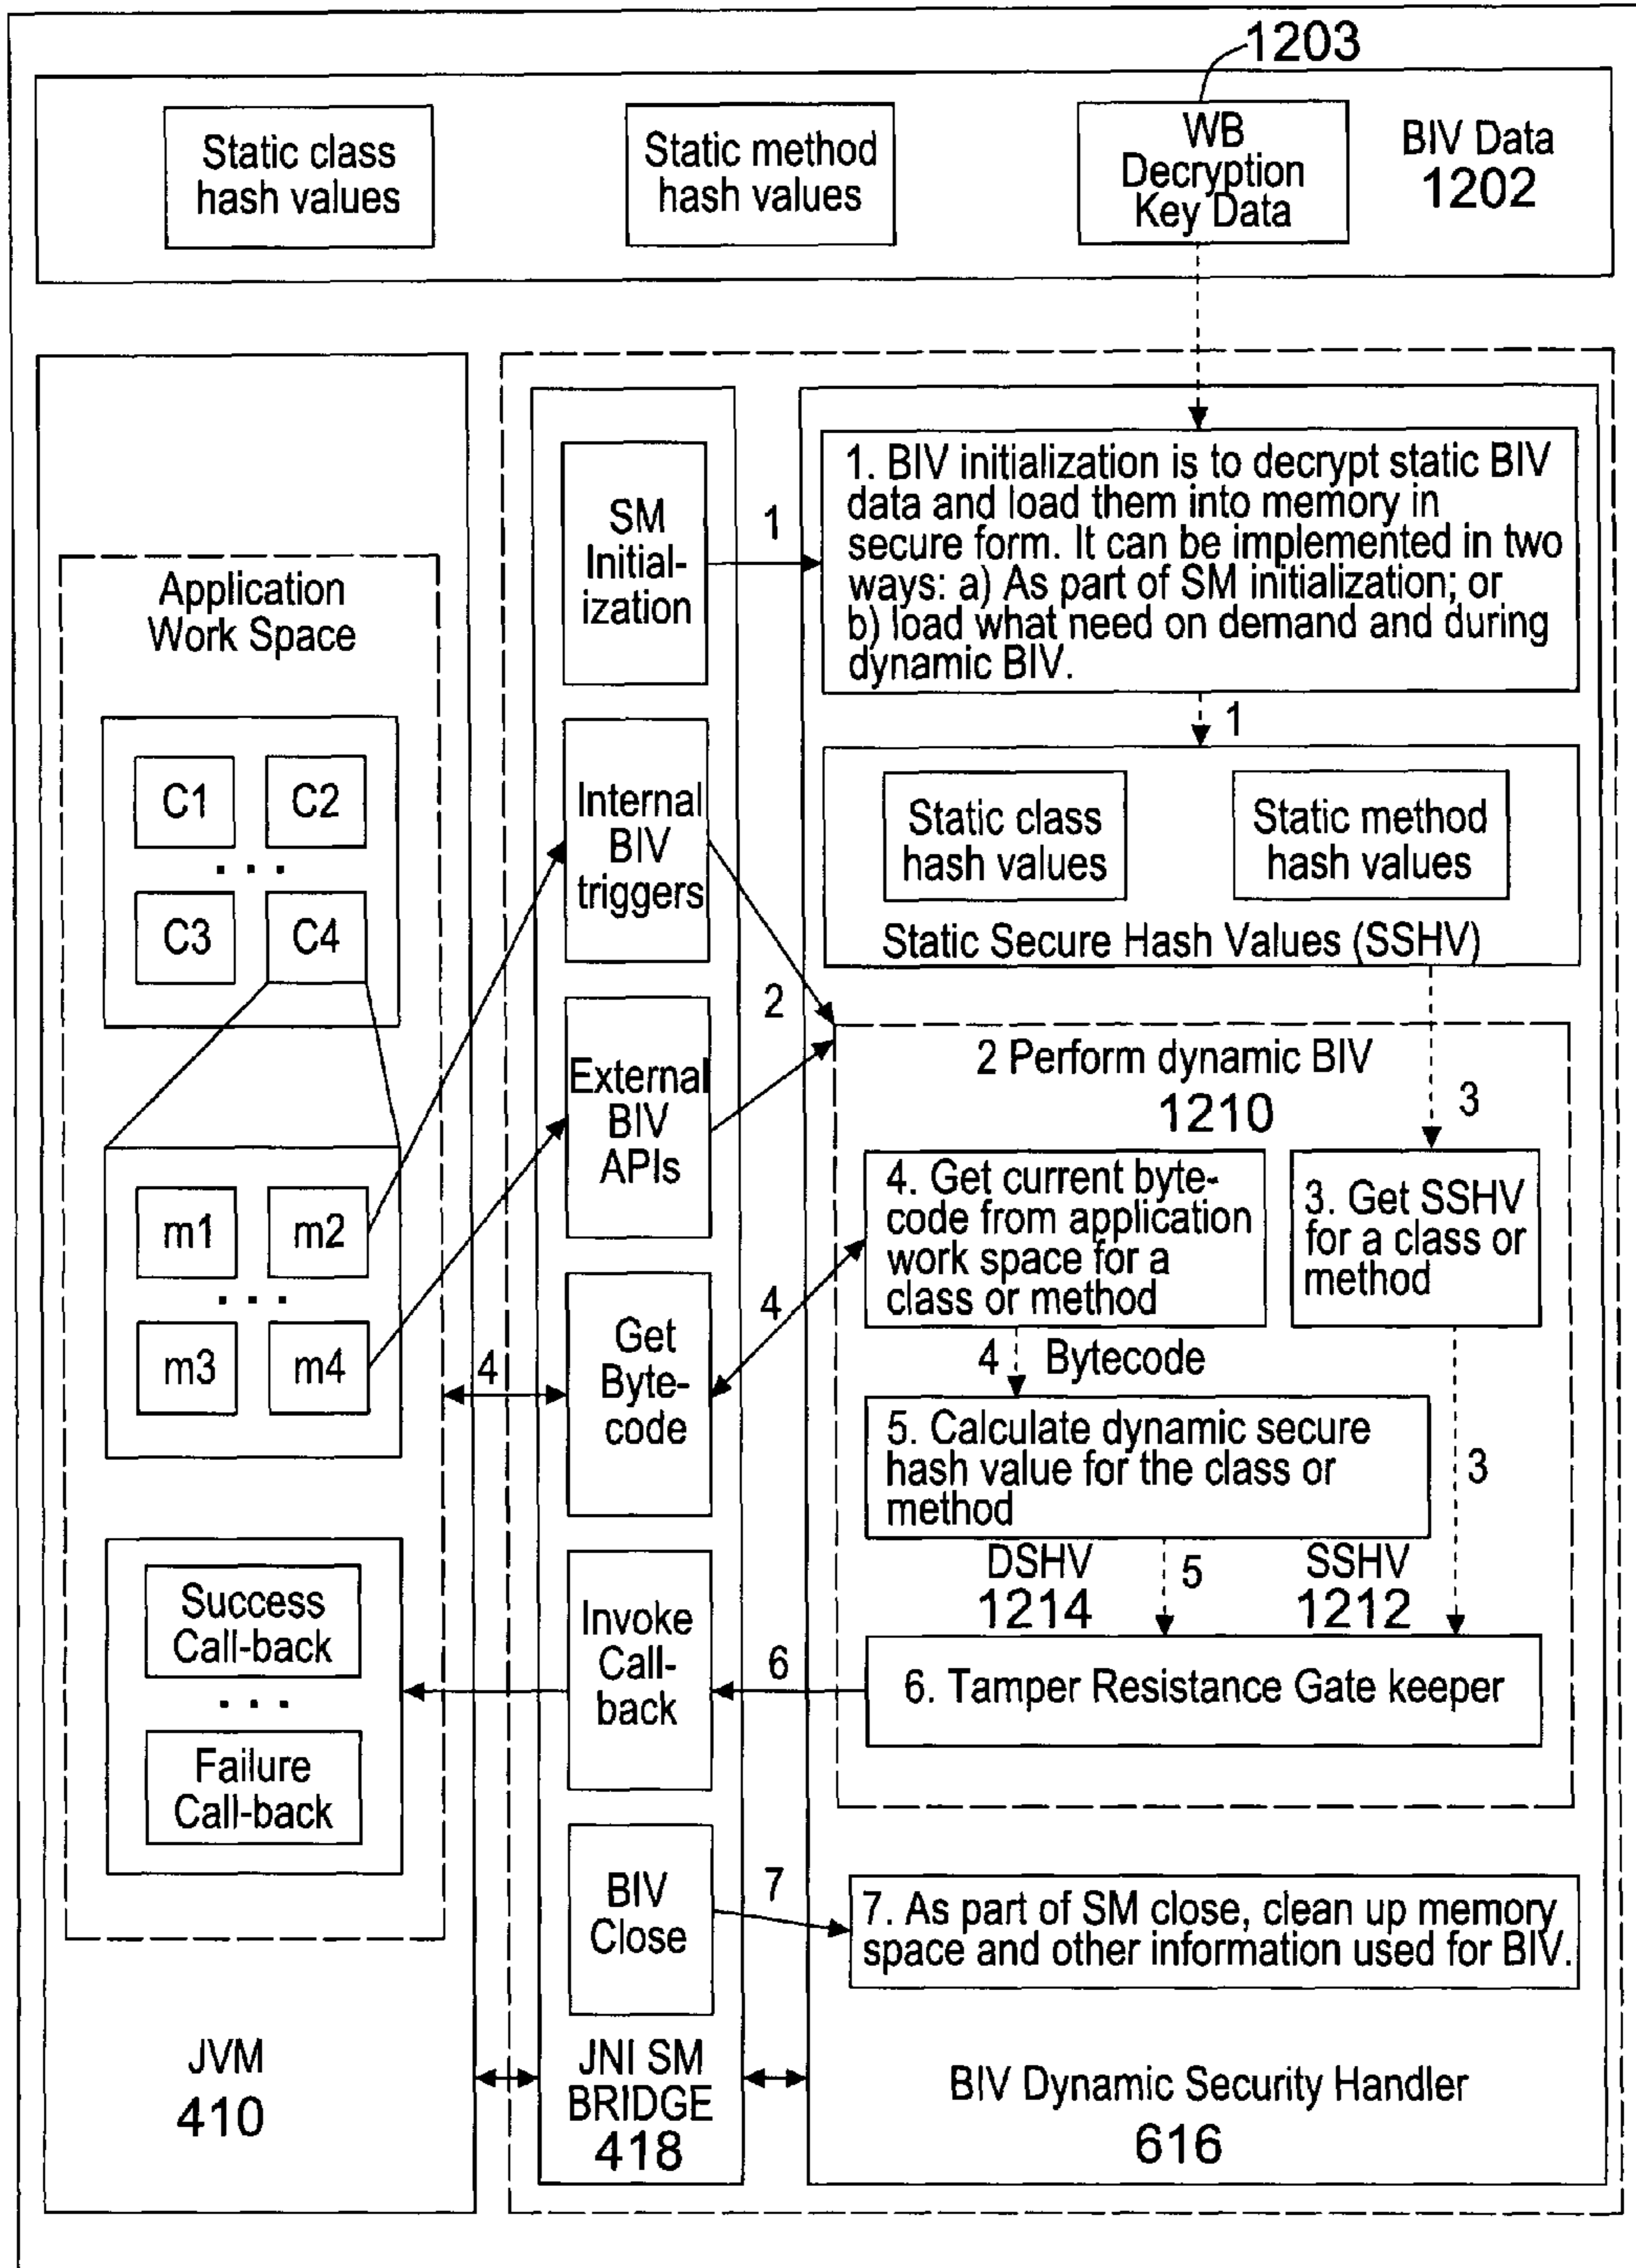 1203
Static class
hash values
Static method
hash values
WB
Decryption
Key Data
BIV Data
1202
Application
Work Space
C1
C2
. . .
C3
C4
m1
m2
. . .
m3
m4
Success
Call-back
. . .
Failure
Call-back
JVM
410
SM
Initial-
ization
Internal
BIV
triggers
External
BIV
APIs
Get
Byte-
code
Invoke
Call-
back
BIV
Close
JNI SM
BRIDGE
418
1
2
4
4
6
7
1. BIV initialization is to decrypt static BIV
data and load them into memory in
secure form. It can be implemented in two
ways: a) As part of SM initialization; or
b) load what need on demand and during
dynamic BIV.
1
Static class
hash values
Static method
hash values
Static Secure Hash Values (SSHV)
2 Perform dynamic BIV
1210
3
4. Get current byte-
code from application
work space for a
class or method
3. Get SSHV
for a class or
method
4 Bytecode
5. Calculate dynamic secure
hash value for the class or
method
3
DSHV
1214
5
SSHV
1212
6. Tamper Resistance Gate keeper
7. As part of SM close, clean up memory
space and other information used for BIV.
BIV Dynamic Security Handler
616